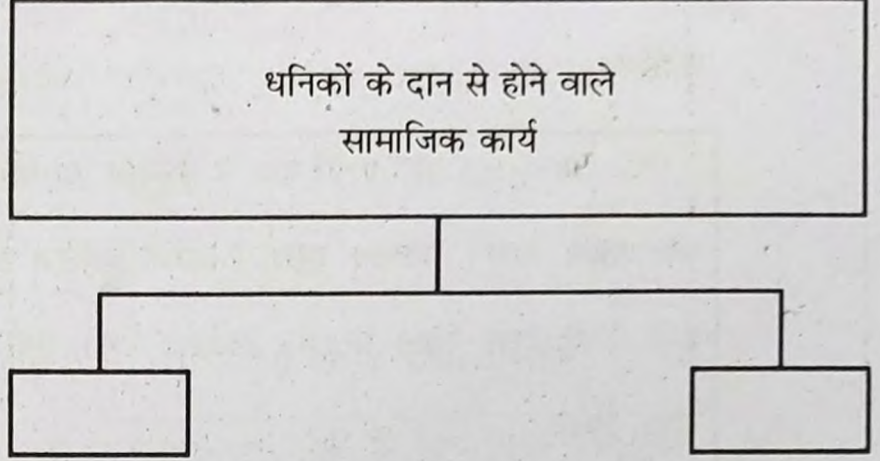 धनिकों के दान से होने वाले
सामाजिक कार्य